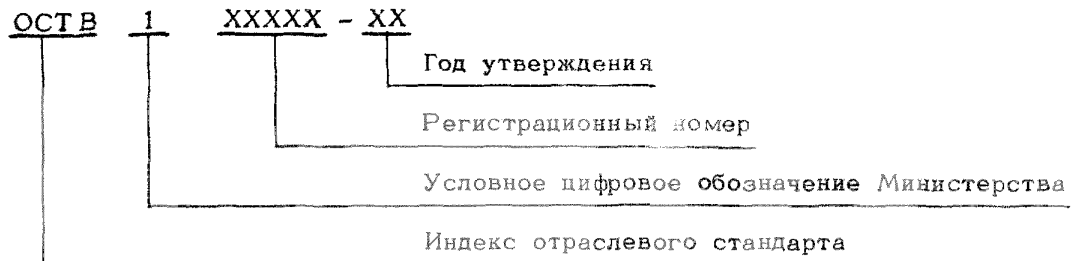 ОСТ В 1 ХХХХХ - ХХ
Год утверждения
Регистрационный номер
Условное цифровое обозначение Министерства
Индекс отраслевого стандарта